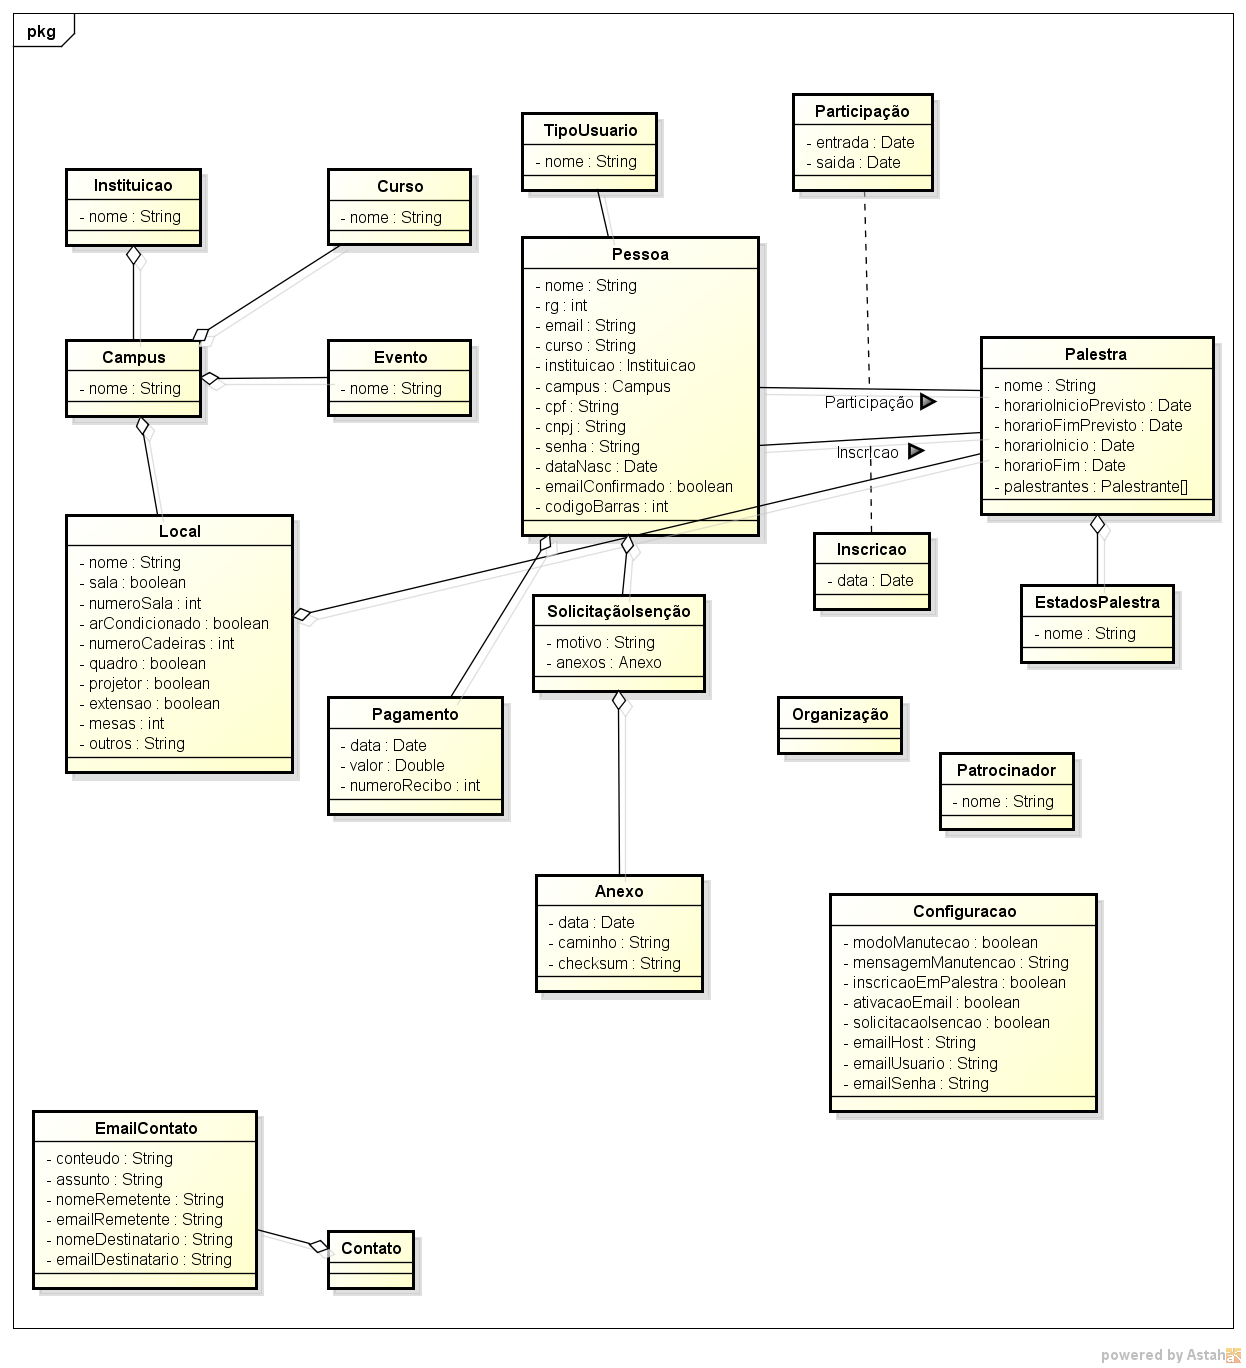 pkg
Participação
- entrada : Date
- saida : Date
TipoUsuario
- nome : String
Instituicao
- nome : String
Curso
- nome : String
Pessoa
- nome : String
- rg : int
- email : String
- curso : String
- instituicao : Instituicao
- campus : Campus
- cpf : String
- cnpj : String
- senha : String
- dataNasc : Date
- emailConfirmado : boolean
- codigoBarras : int
Campus
- nome : String
Evento
- nome : String
Palestra
- nome : String
- horarioInicioPrevisto : Date
- horarioFimPrevisto : Date
- horarioInicio : Date
- horarioFim : Date
- palestrantes : Palestrante[]
Participação
Inscricao
Local
- nome : String
- sala : boolean
- numeroSala : int
- arCondicionado : boolean
- numeroCadeiras : int
- quadro : boolean
- projetor : boolean
- extensao : boolean
- mesas : int
- outros : String
Inscricao
- data : Date
SolicitaçãoIsenção
- motivo : String
- anexos : Anexo
EstadosPalestra
- nome : String
Pagamento
- data : Date
- valor : Double
- numeroRecibo : int
Organização
Patrocinador
- nome : String
Anexo
- data : Date
- caminho : String
- checksum : String
Configuracao
- modoManutecao : boolean
- mensagemManutencao : String
- inscricaoEmPalestra : boolean
- ativacaoEmail : boolean
- solicitacaoIsencao : boolean
- emailHost : String
- emailUsuario : String
- emailSenha : String
EmailContato
- conteudo : String
- assunto : String
- nomeRemetente : String
- emailRemetente : String
- nomeDestinatario : String
- emailDestinatario : String
Contato
powered by Astah